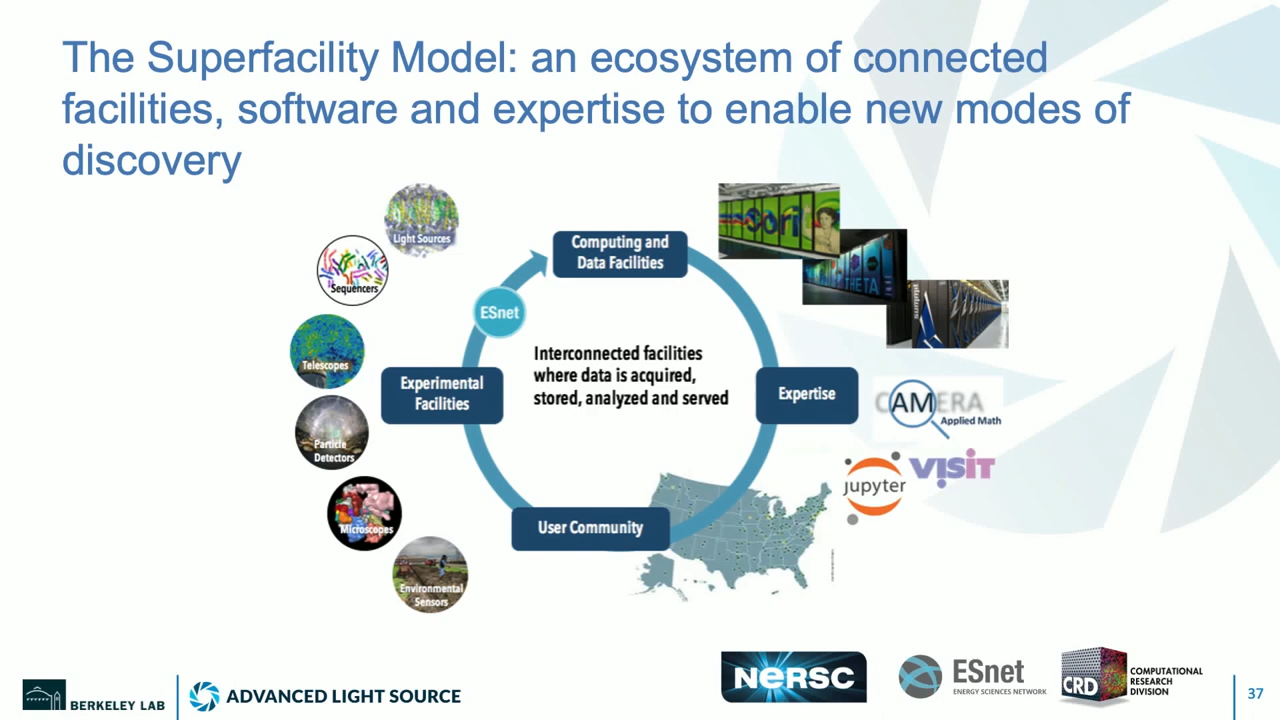 The Superfacility Model: an ecosystem of connected
facilities, software and expertise to enable new modes of
discovery
Light Sources
Sequencers
Telescopes
Particle
Detectors
Microscopes
Environmental
Sensors
Computing and
Data Facilities
ESnet
Experimental
Facilities
Interconnected facilities
where data is acquired,
stored, analyzed and served
Expertise
User Community
Cori
THETA
CAMERA
Applied Math
jupyter
VISIT
BERKELEY LAB
ADVANCED LIGHT SOURCE
NERSC
ESnet
ENERGY SCIENCES NETWORK
CRD
COMPUTATIONAL
RESEARCH
DIVISION
37